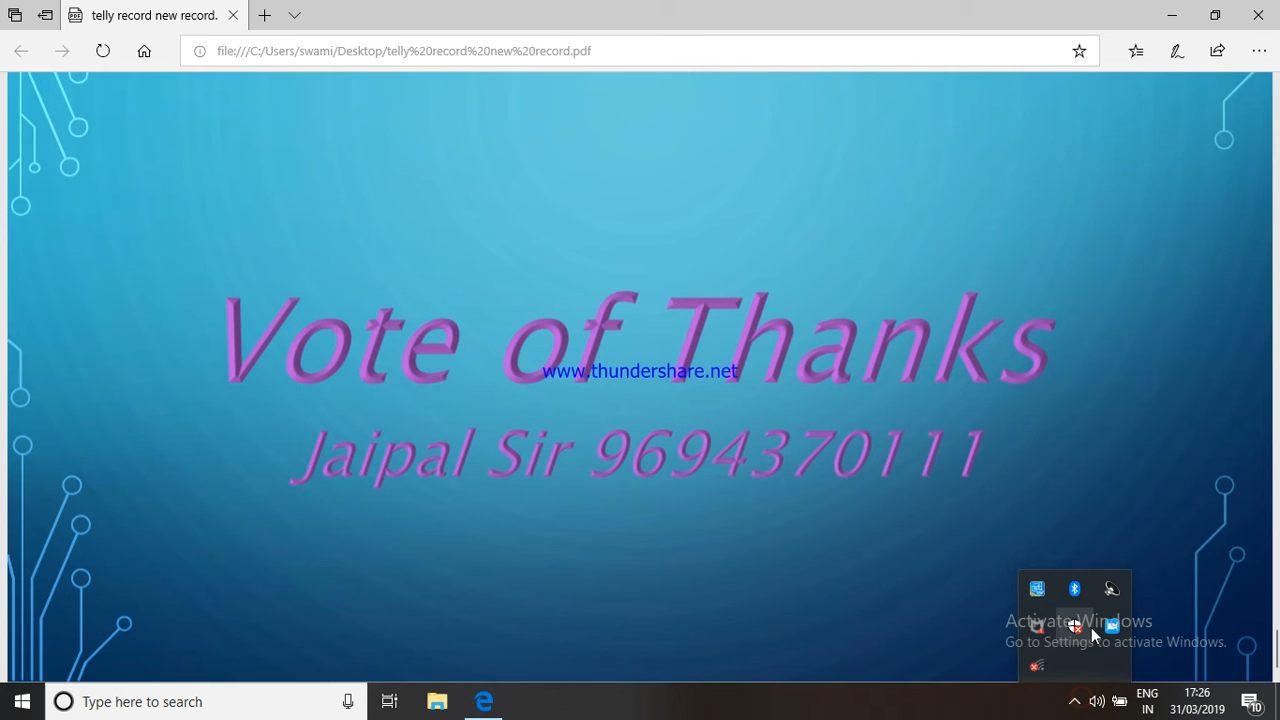 telly record new record.
file:///C:/Users/swami/Desktop/telly%20record%20new%20record.pdf
Vote of Thanks
www.thundershare.net
Jaipal Sir 9694370111
Activate Windows
Go to Settings to activate Windows.
Type here to search
ENG
IN
17:26
31/03/2019
10